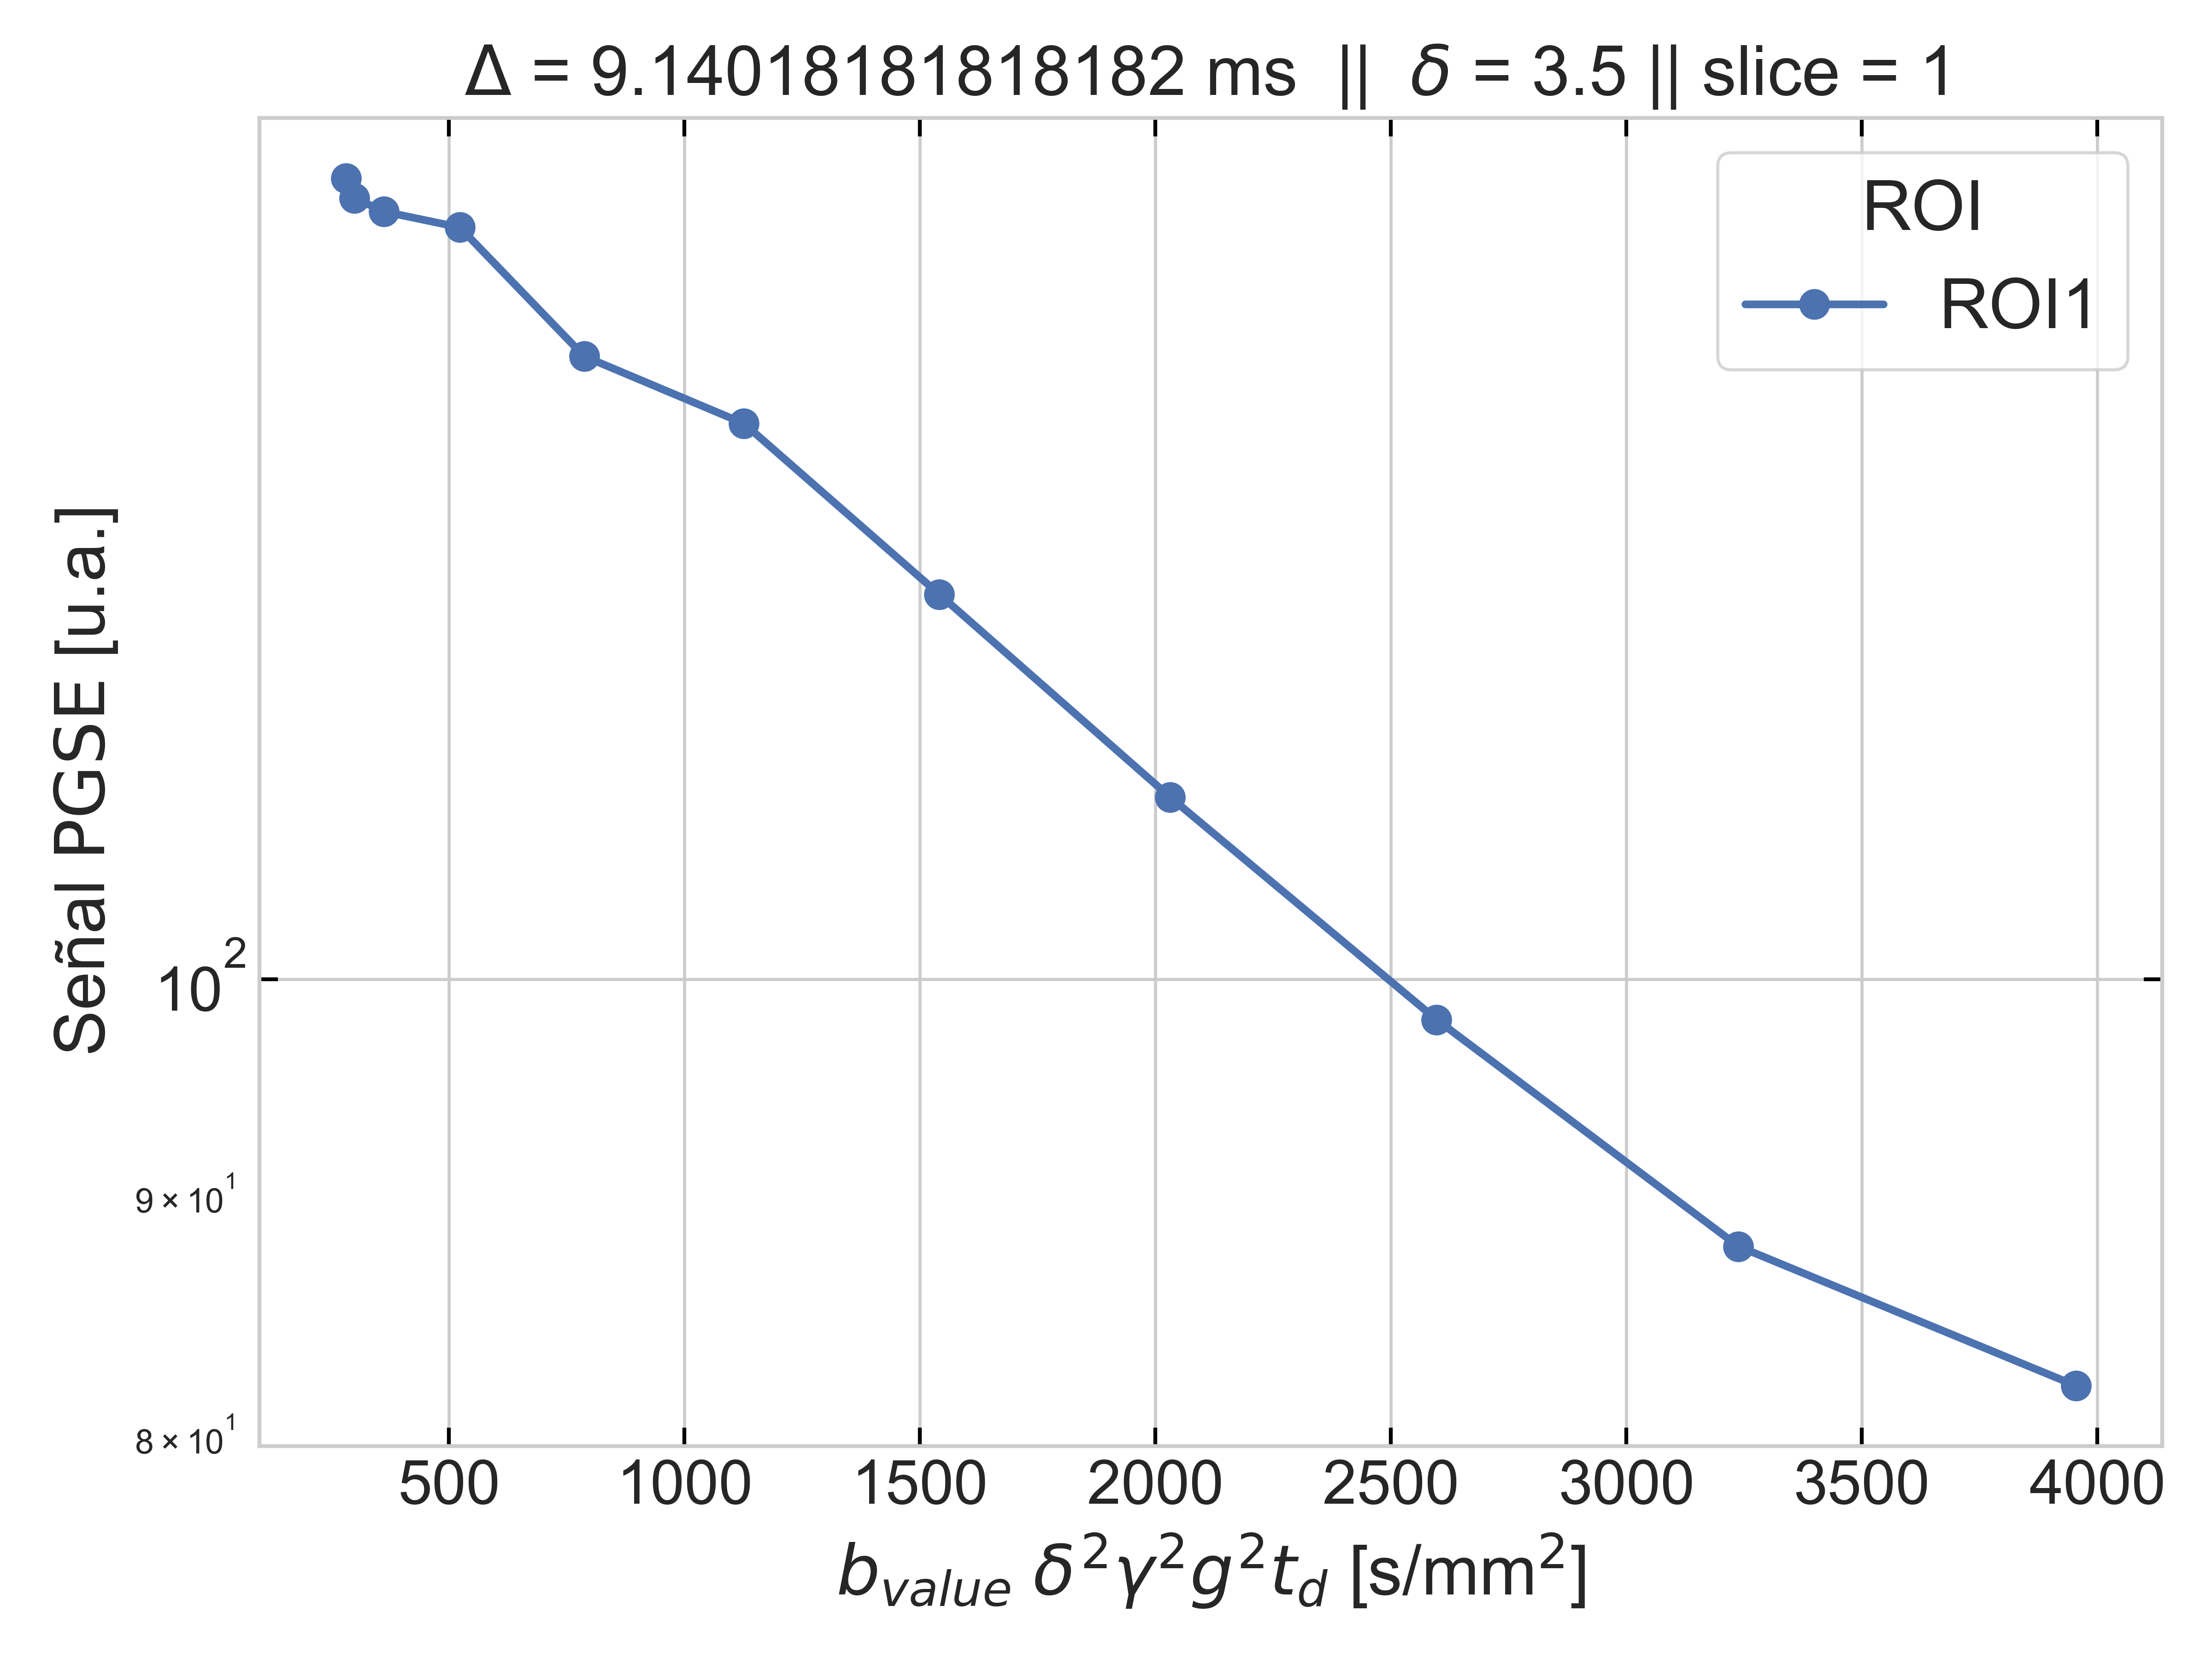 Δ = 9.14018181818182 ms || δ = 3.5 || slice = 1
ROI
ROI1
Señal PGSE [u.a.]
10²
9×10¹
8×10¹
500 1000 1500 2000 2500 3000 3500 4000
b_value δ²γ²g²t_d [s/mm²]